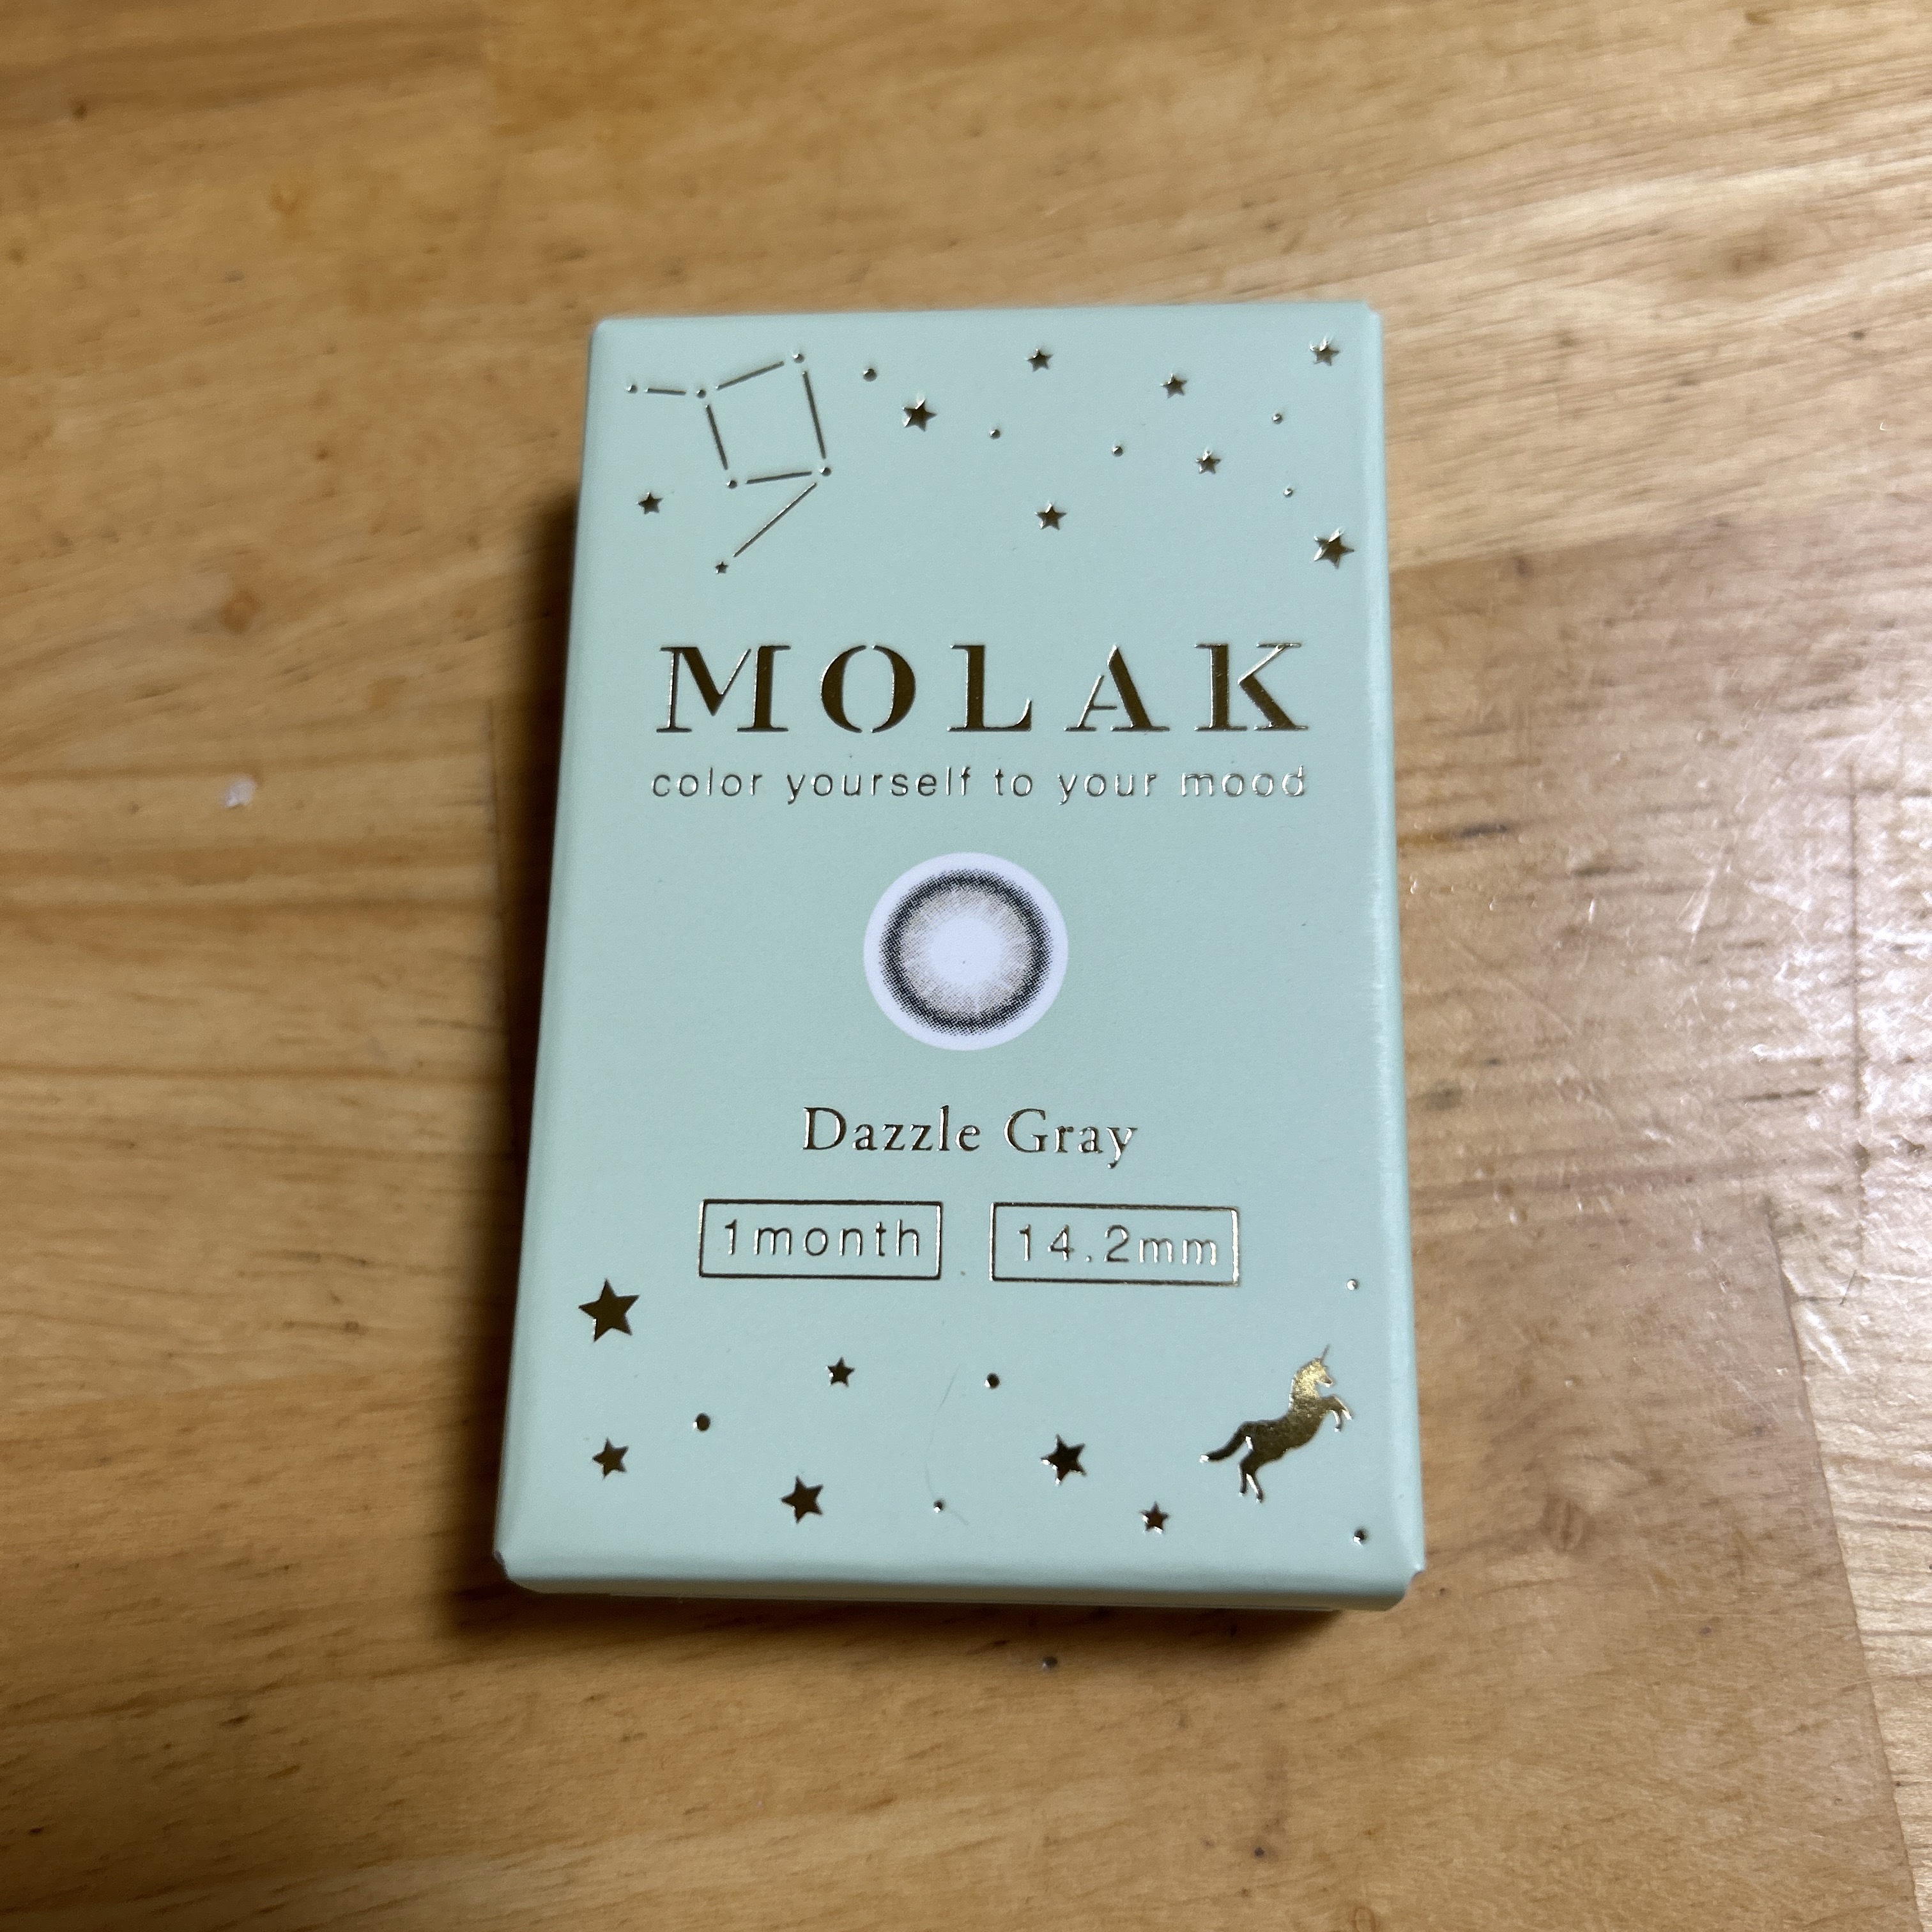 MOLAK
color yourself to your mood
Dazzle Gray
1month
14.2mm